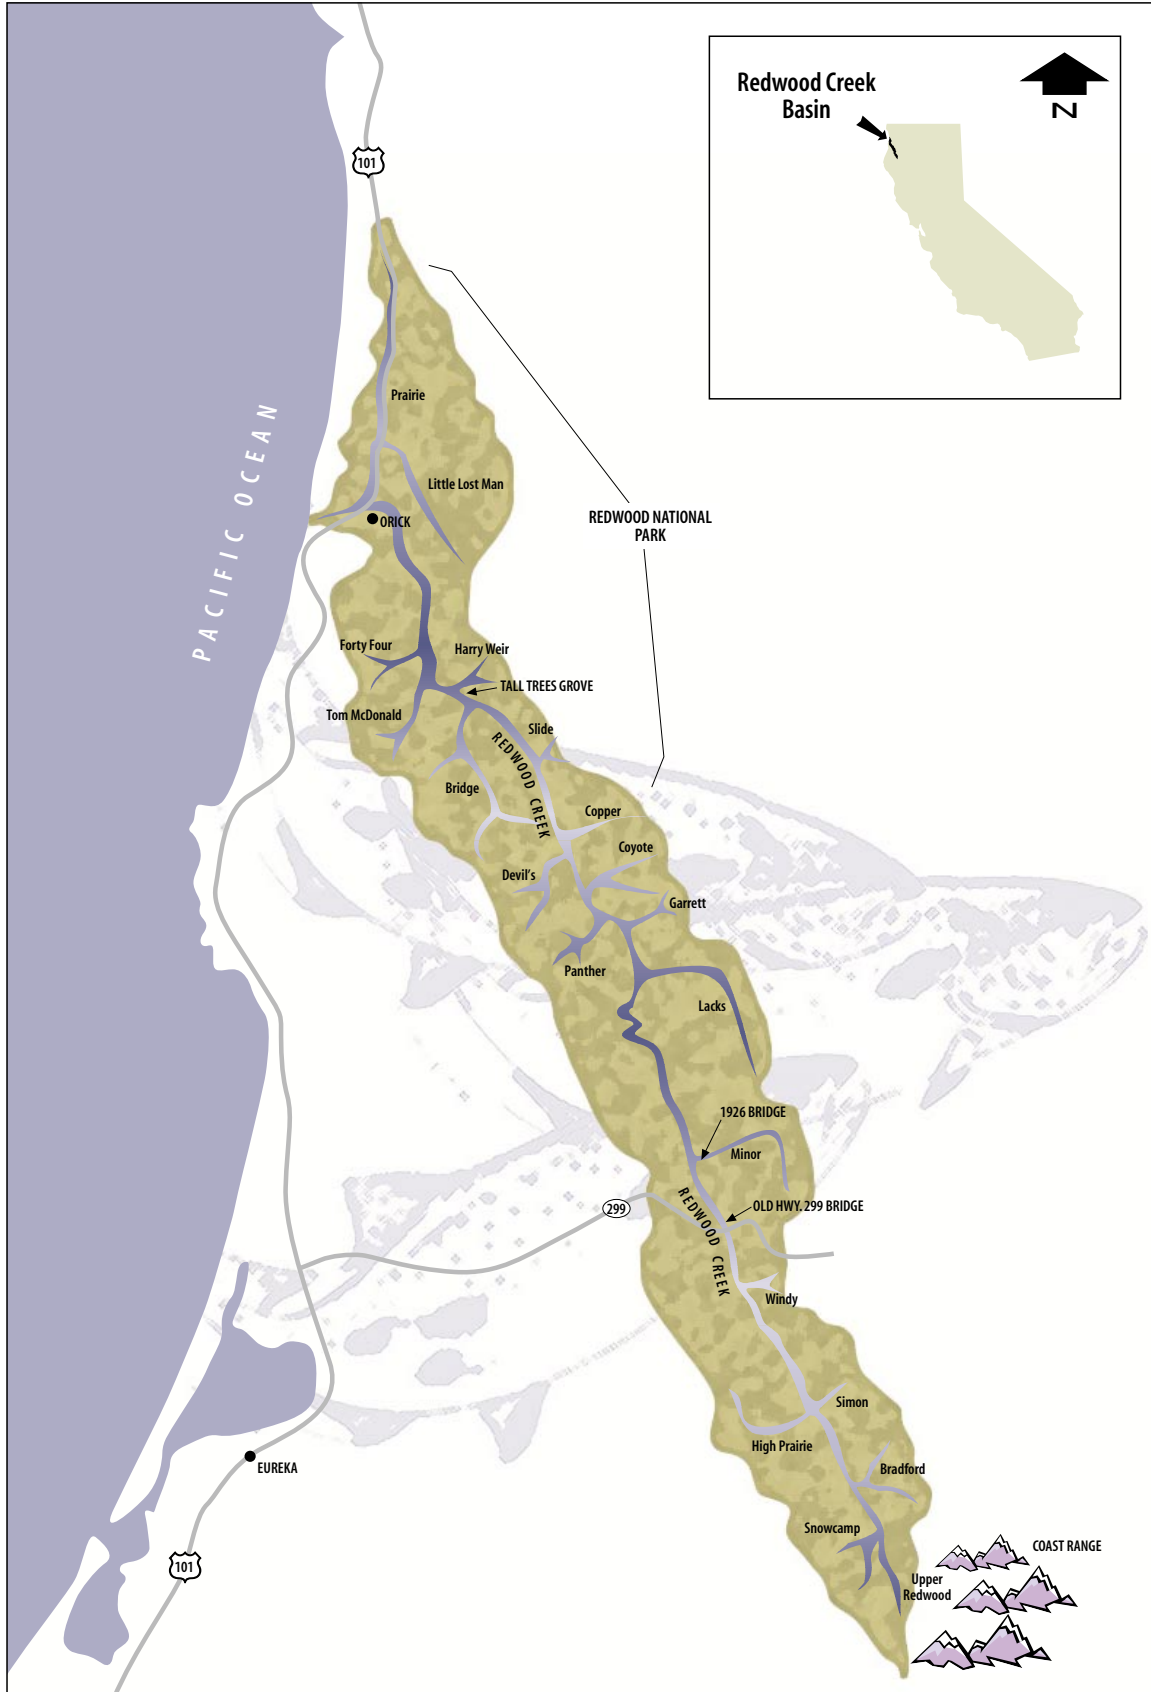 Redwood Creek
Basin
N
101
Prairie
PACIFIC OCEAN
Little Lost Man
ORICK
REDWOOD NATIONAL
PARK
Forty Four
Harry Weir
TALL TREES GROVE
Tom McDonald
Slide
REDWOOD CREEK
Bridge
Copper
Coyote
Devil's
Garrett
Panther
Lacks
1926 BRIDGE
Minor
REDWOOD CREEK
OLD HWY. 299 BRIDGE
299
Windy
Simon
High Prairie
Bradford
EUREKA
Snowcamp
COAST RANGE
101
Upper
Redwood